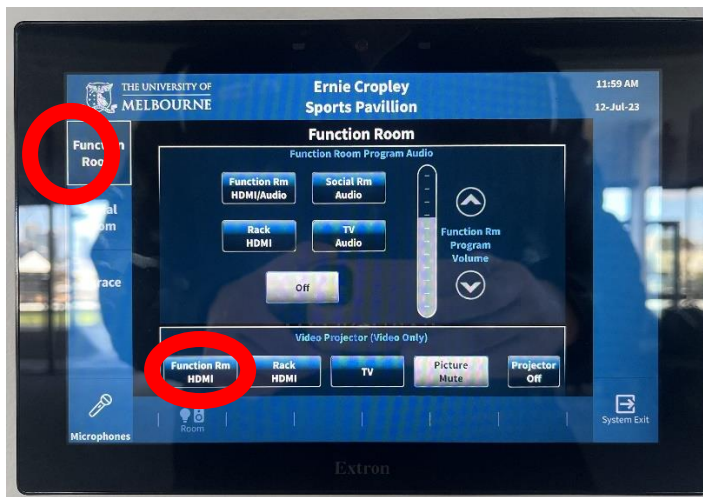 THE UNIVERSITY OF
MELBOURNE
Ernie Cropley
Sports Pavillion
11:59 AM
12-Jul-23
Function Room
Function
Room
Function Room Program Audio
Function Rm
HDMI/Audio
Social Rm
Audio
Rack
HDMI
TV
Audio
Off
Function Rm
Program
Volume
Video Projector (Video Only)
Function Rm
HDMI
Rack
HDMI
TV
Picture
Mute
Projector
Off
Microphones
Room
System Exit
Extron